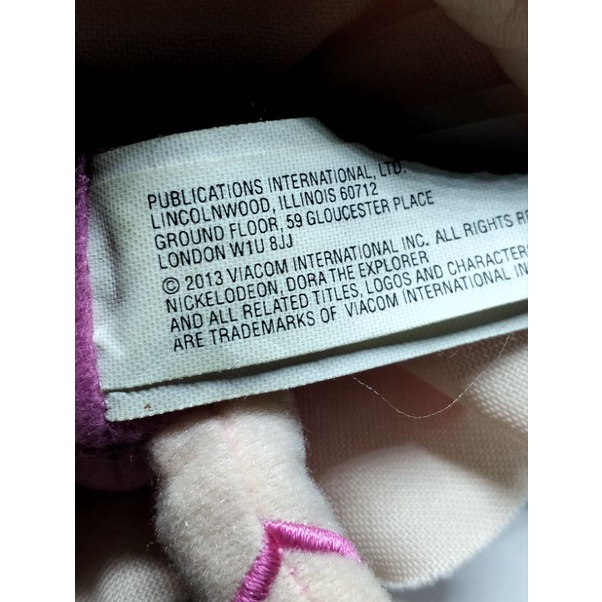 PUBLICATIONS INTERNATIONAL, LTD.
LINCOLNWOOD, ILLINOIS 60712
GROUND FLOOR, 59 GLOUCESTER PLACE
LONDON W1U 8JJ
© 2013 VIACOM INTERNATIONAL INC. ALL RIGHTS
NICKELODEON, DORA THE EXPLORER
AND ALL RELATED TITLES, LOGOS AND
ARE TRADEMARKS OF VIACOM INTERNATIONAL